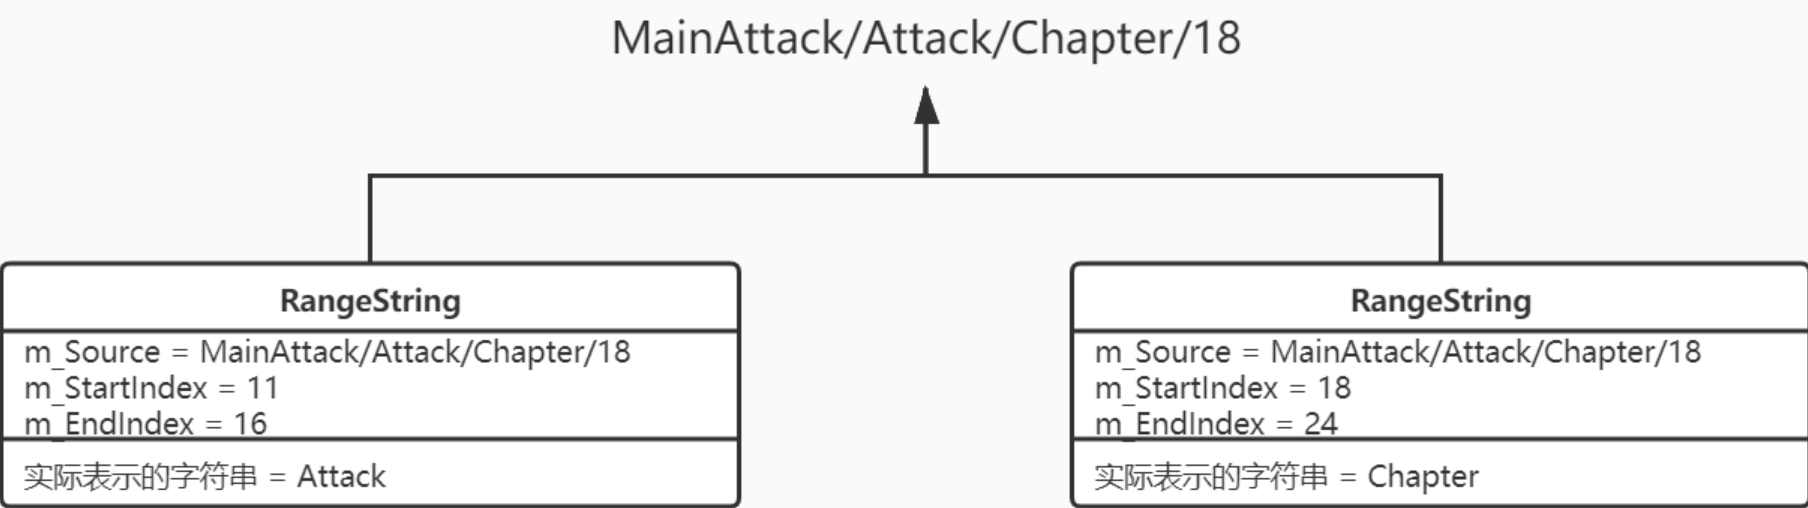 MainAttack/Attack/Chapter/18
RangeString
m_Source = MainAttack/Attack/Chapter/18
m_StartIndex = 11
m_EndIndex = 16
实际表示的字符串 = Attack
RangeString
m_Source = MainAttack/Attack/Chapter/18
m_StartIndex = 18
m_EndIndex = 24
实际表示的字符串 = Chapter